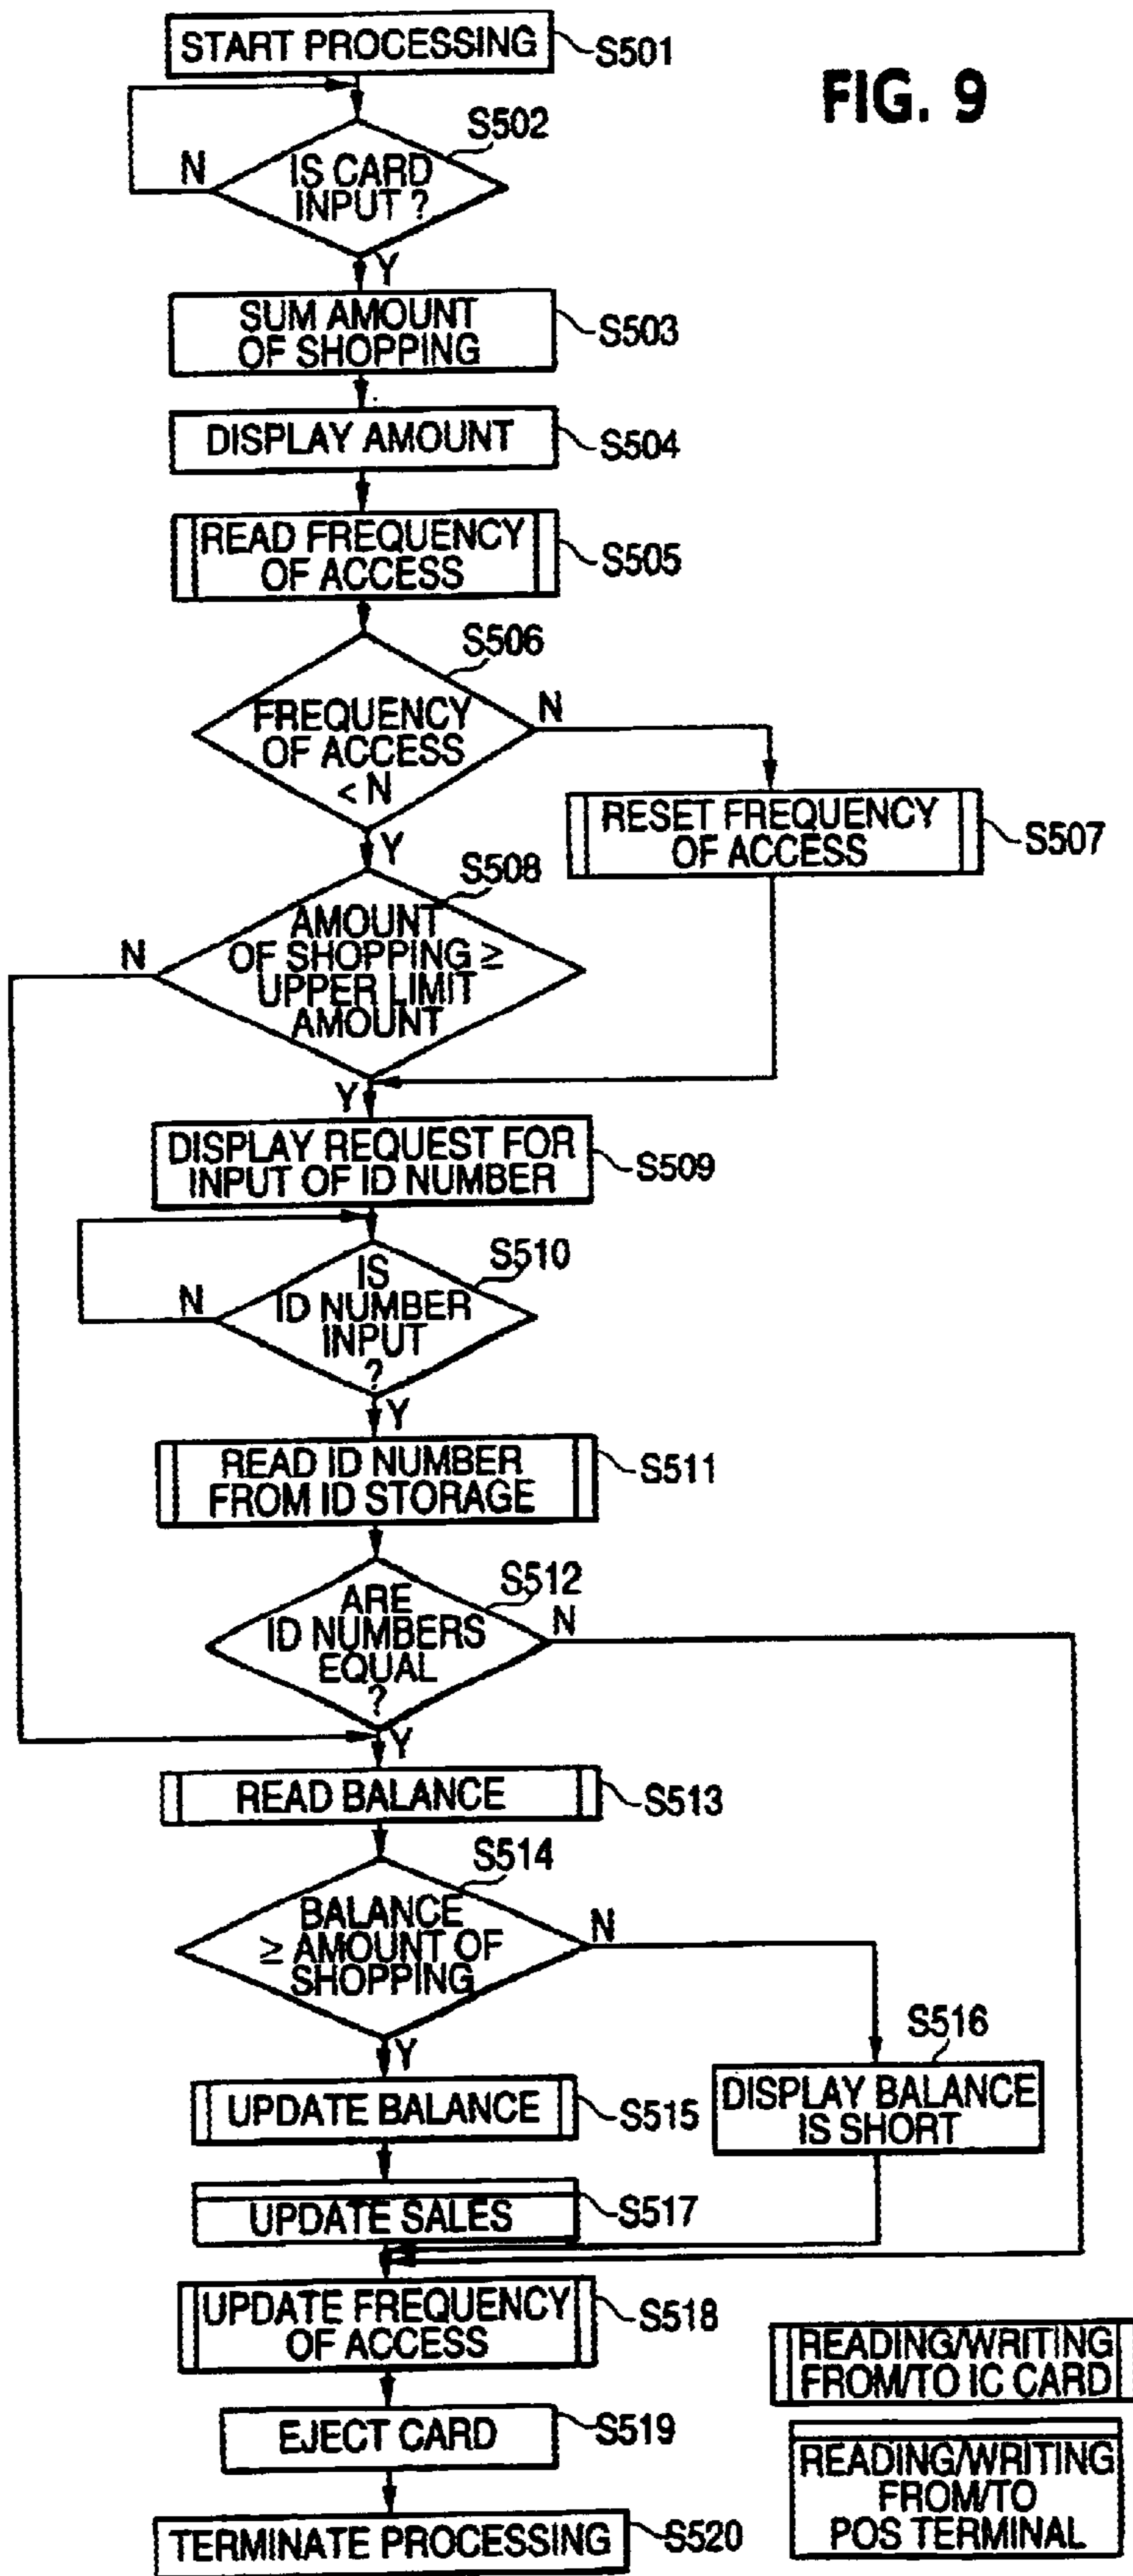 FIG. 9
START PROCESSING
S501
S502
IS CARD
INPUT ?
N
Y
SUM AMOUNT
OF SHOPPING
S503
DISPLAY AMOUNT
S504
READ FREQUENCY
OF ACCESS
S505
S506
FREQUENCY
OF ACCESS
< N
N
Y
RESET FREQUENCY
OF ACCESS
S507
S508
AMOUNT
OF SHOPPING ≥
UPPER LIMIT
AMOUNT
N
Y
DISPLAY REQUEST FOR
INPUT OF ID NUMBER
S509
S510
IS
ID NUMBER
INPUT
?
N
Y
READ ID NUMBER
FROM ID STORAGE
S511
S512
ARE
ID NUMBERS
EQUAL
?
N
Y
READ BALANCE
S513
S514
BALANCE
≥ AMOUNT OF
SHOPPING
N
Y
S516
DISPLAY BALANCE
IS SHORT
UPDATE BALANCE
S515
UPDATE SALES
S517
UPDATE FREQUENCY
OF ACCESS
S518
EJECT CARD
S519
TERMINATE PROCESSING
S520
READING/WRITING
FROM/TO IC CARD
READING/WRITING
FROM/TO
POS TERMINAL